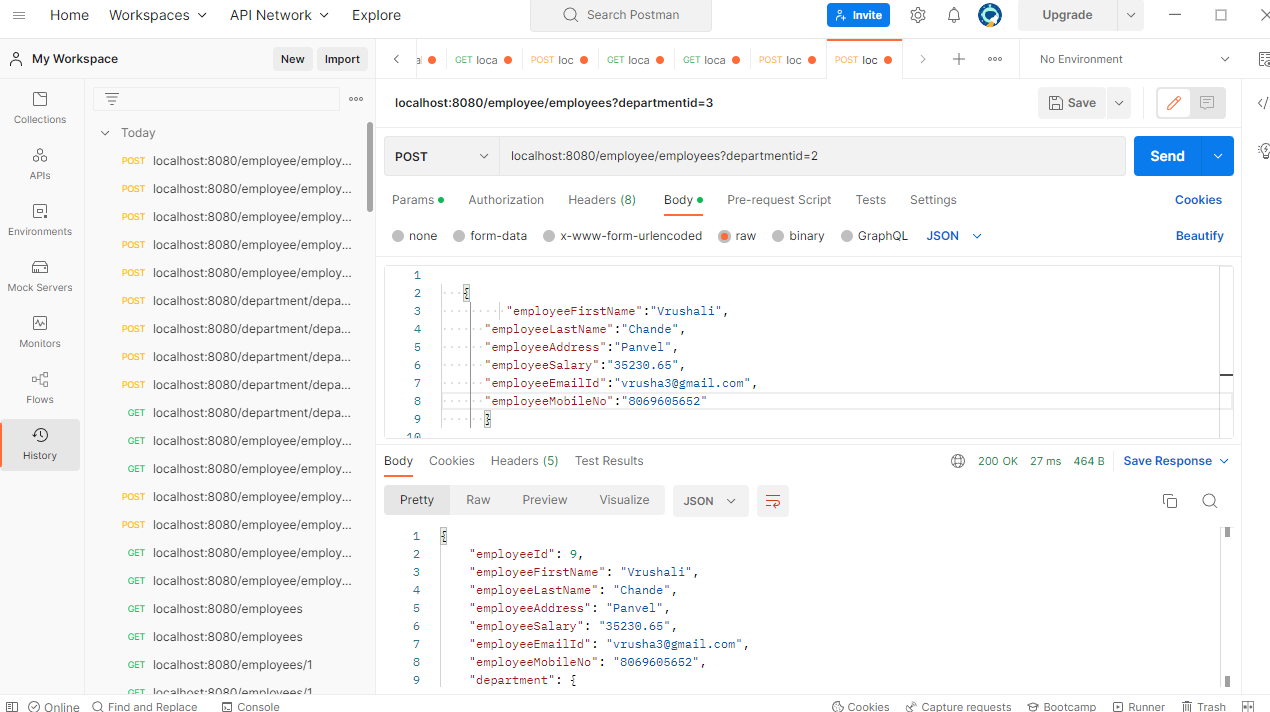 Home Workspaces API Network Explore Search Postman Invite Upgrade
My Workspace New Import GET loca POST loc GET loca GET loca POST loc POST loc No Environment
Collections
APIs
Environments
Mock Servers
Monitors
Flows
History
Today
POST localhost:8080/employee/employ...
POST localhost:8080/employee/employ...
POST localhost:8080/employee/employ...
POST localhost:8080/employee/employ...
POST localhost:8080/employee/employ...
POST localhost:8080/department/depa...
POST localhost:8080/department/depa...
POST localhost:8080/department/depa...
POST localhost:8080/department/depa...
GET localhost:8080/department/depa...
GET localhost:8080/employee/employ...
GET localhost:8080/employee/employ...
POST localhost:8080/employee/employ...
POST localhost:8080/employee/employ...
GET localhost:8080/employee/employ...
GET localhost:8080/employee/employ...
GET localhost:8080/employees
GET localhost:8080/employees
GET localhost:8080/employees/1
GET localhost:8080/employees/1
localhost:8080/employee/employees?departmentid=3 Save
POST localhost:8080/employee/employees?departmentid=2 Send
Params Authorization Headers (8) Body Pre-request Script Tests Settings Cookies
none form-data x-www-form-urlencoded raw binary GraphQL JSON Beautify
1
2 {
3 "employeeFirstName":"Vrushali",
4 "employeeLastName":"Chande",
5 "employeeAddress":"Panvel",
6 "employeeSalary":"35230.65",
7 "employeeEmailId":"vrusha3@gmail.com",
8 "employeeMobileNo":"8069605652"
9 }
10
Body Cookies Headers (5) Test Results 200 OK 27 ms 464 B Save Response
Pretty Raw Preview Visualize JSON
1 {
2 "employeeId": 9,
3 "employeeFirstName": "Vrushali",
4 "employeeLastName": "Chande",
5 "employeeAddress": "Panvel",
6 "employeeSalary": "35230.65",
7 "employeeEmailId": "vrusha3@gmail.com",
8 "employeeMobileNo": "8069605652",
9 "department": {
Online Find and Replace Console Cookies Capture requests Bootcamp Runner Trash